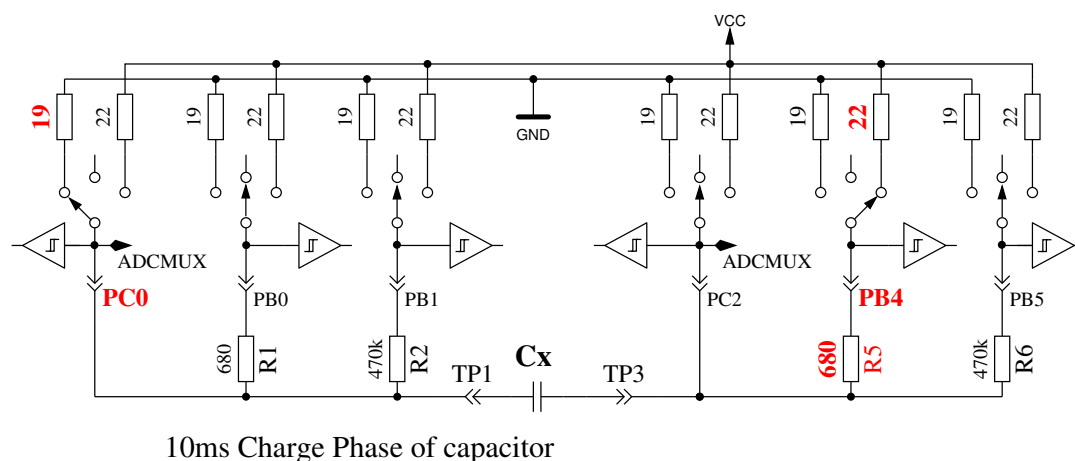 VCC
19 22 19 22 19 22 GND 19 22 19 22 19 22
ADCMUX ADCMUX
PC0 PB0 PB1 PC2 PB4 PB5
680 R1 470k R2 680 R5 470k R6
TP1 Cx TP3
10ms Charge Phase of capacitor